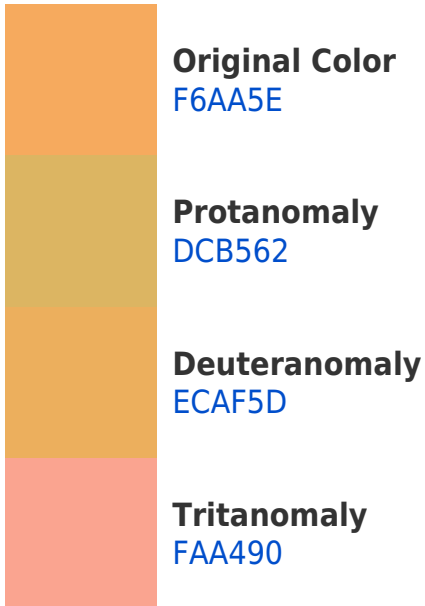 Original Color
F6AA5E
Protanomaly
DCB562
Deuteranomaly
ECAF5D
Tritanomaly
FAA490